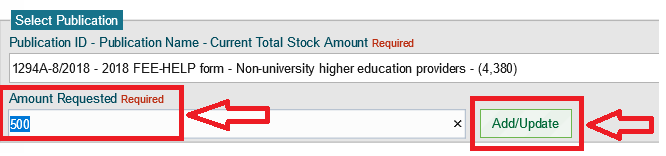 Select Publication
Publication ID - Publication Name - Current Total Stock Amount Required
1294A-8/2018 - 2018 FEE-HELP form - Non-university higher education providers - (4,380)
Amount Requested Required
500 ×
Add/Update